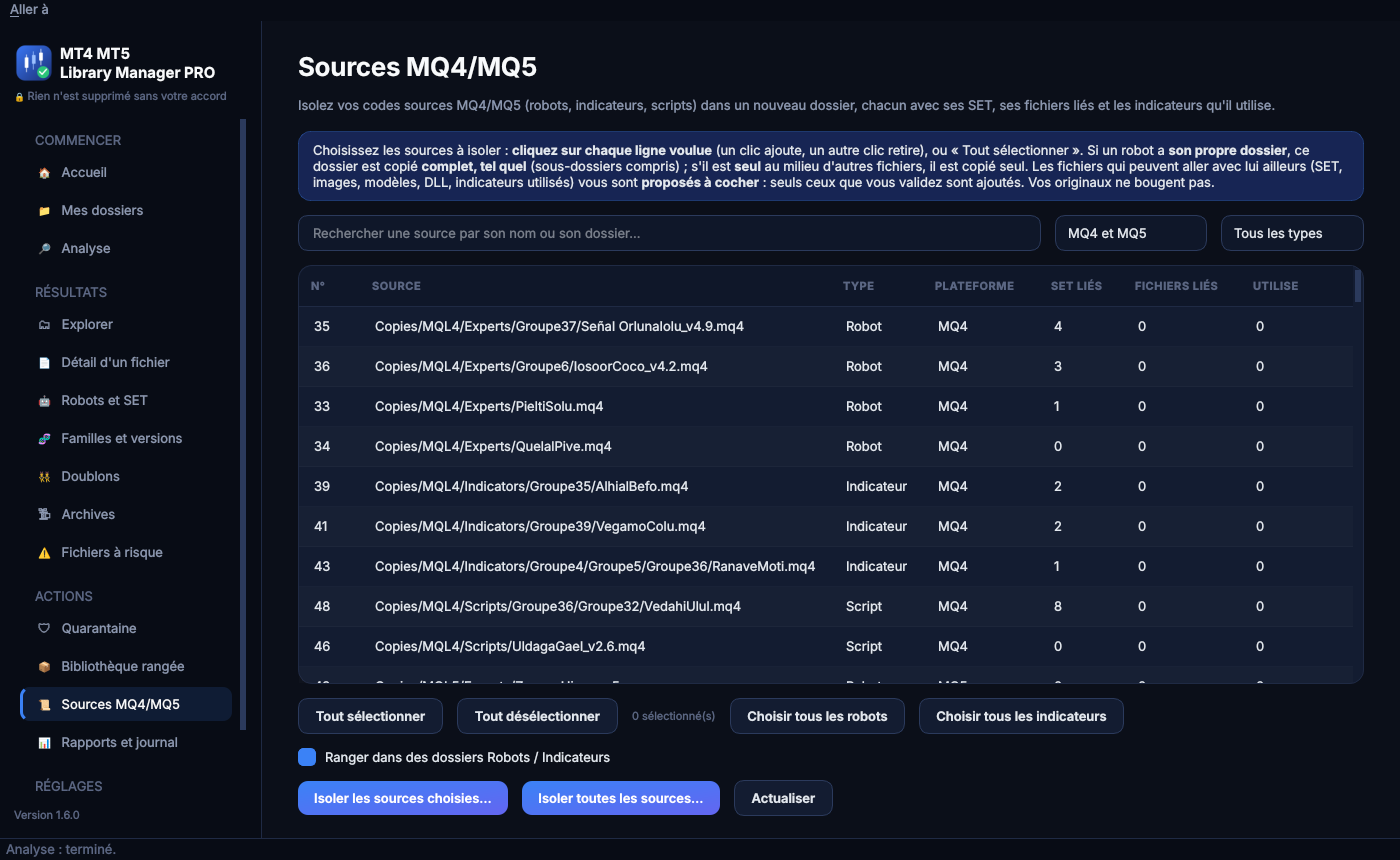 Aller à
MT4 MT5
Library Manager PRO
Rien n'est supprimé sans votre accord
COMMENCER
Accueil
Mes dossiers
Analyse
RÉSULTATS
Explorer
Détail d'un fichier
Robots et SET
Familles et versions
Doublons
Archives
Fichiers à risque
ACTIONS
Quarantaine
Bibliothèque rangée
Sources MQ4/MQ5
Rapports et journal
RÉGLAGES
Version 1.6.0
Sources MQ4/MQ5
Isolez vos codes sources MQ4/MQ5 (robots, indicateurs, scripts) dans un nouveau dossier, chacun avec ses SET, ses fichiers liés et les indicateurs qu'il utilise.
Choisissez les sources à isoler : cliquez sur chaque ligne voulue (un clic ajoute, un autre clic retire), ou « Tout sélectionner ». Si un robot a son propre dossier, ce
dossier est copié complet, tel quel (sous-dossiers compris) ; s'il est seul au milieu d'autres fichiers, il est copié seul. Les fichiers qui peuvent aller avec lui ailleurs (SET,
images, modèles, DLL, indicateurs utilisés) vous sont proposés à cocher : seuls ceux que vous validez sont ajoutés. Vos originaux ne bougent pas.
Rechercher une source par son nom ou son dossier...
MQ4 et MQ5
Tous les types
N° SOURCE TYPE PLATEFORME SET LIÉS FICHIERS LIÉS UTILISE
35 Copies/MQL4/Experts/Groupe37/Señal Orlunalolu_v4.9.mq4 Robot MQ4 4 0 0
36 Copies/MQL4/Experts/Groupe6/IosoorCoco_v4.2.mq4 Robot MQ4 3 0 0
33 Copies/MQL4/Experts/PieltiSolu.mq4 Robot MQ4 1 0 0
34 Copies/MQL4/Experts/QuelalPive.mq4 Robot MQ4 0 0 0
39 Copies/MQL4/Indicators/Groupe35/AlhialBefo.mq4 Indicateur MQ4 2 0 0
41 Copies/MQL4/Indicators/Groupe39/VegamoColu.mq4 Indicateur MQ4 2 0 0
43 Copies/MQL4/Indicators/Groupe4/Groupe5/Groupe36/RanaveMoti.mq4 Indicateur MQ4 1 0 0
48 Copies/MQL4/Scripts/Groupe36/Groupe32/VedahiUlul.mq4 Script MQ4 8 0 0
46 Copies/MQL4/Scripts/UldagaGael_v2.6.mq4 Script MQ4 0 0 0
Tout sélectionner
Tout désélectionner
0 sélectionné(s)
Choisir tous les robots
Choisir tous les indicateurs
Ranger dans des dossiers Robots / Indicateurs
Isoler les sources choisies...
Isoler toutes les sources...
Actualiser
Analyse : terminé.